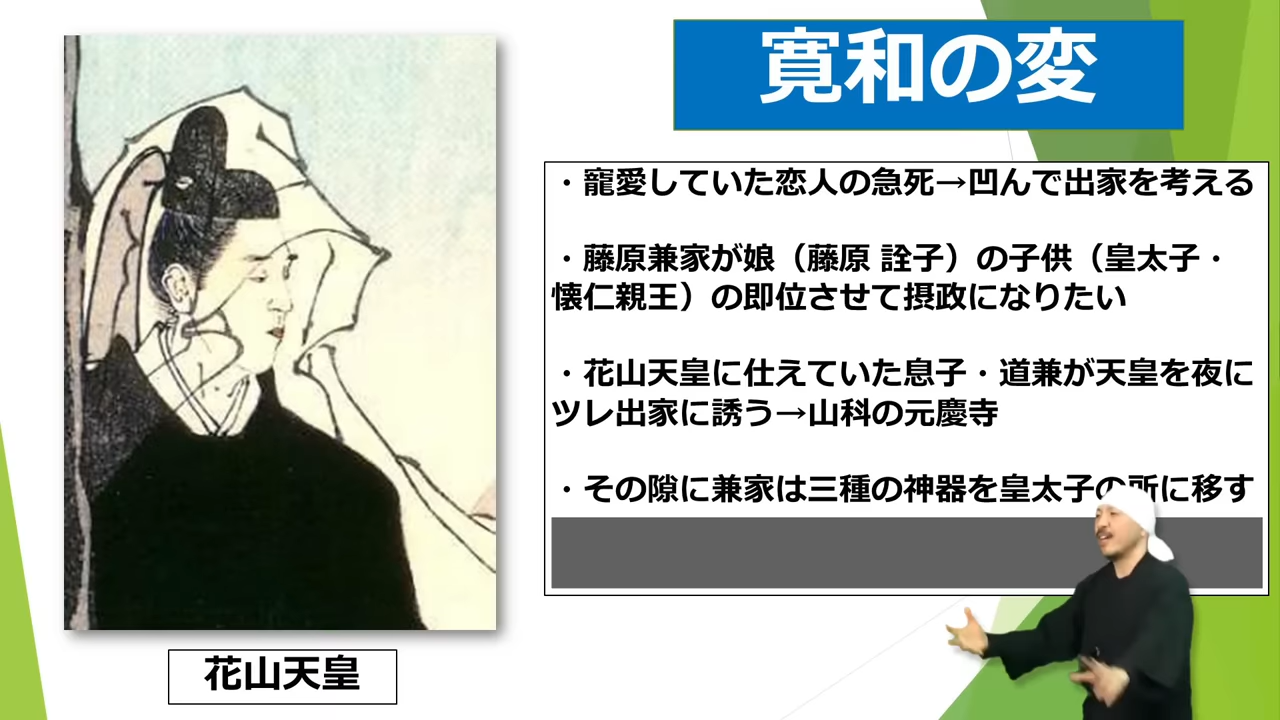 寛和の変
・寵愛していた恋人の急死→凹んで出家を考える
・藤原兼家が娘（藤原 詮子）の子供（皇太子・
懐仁親王）の即位させて摂政になりたい
・花山天皇に仕えていた息子・道兼が天皇を夜に
ツレ出家に誘う→山科の元慶寺
・その隙に兼家は三種の神器を皇太子の所に移す
花山天皇